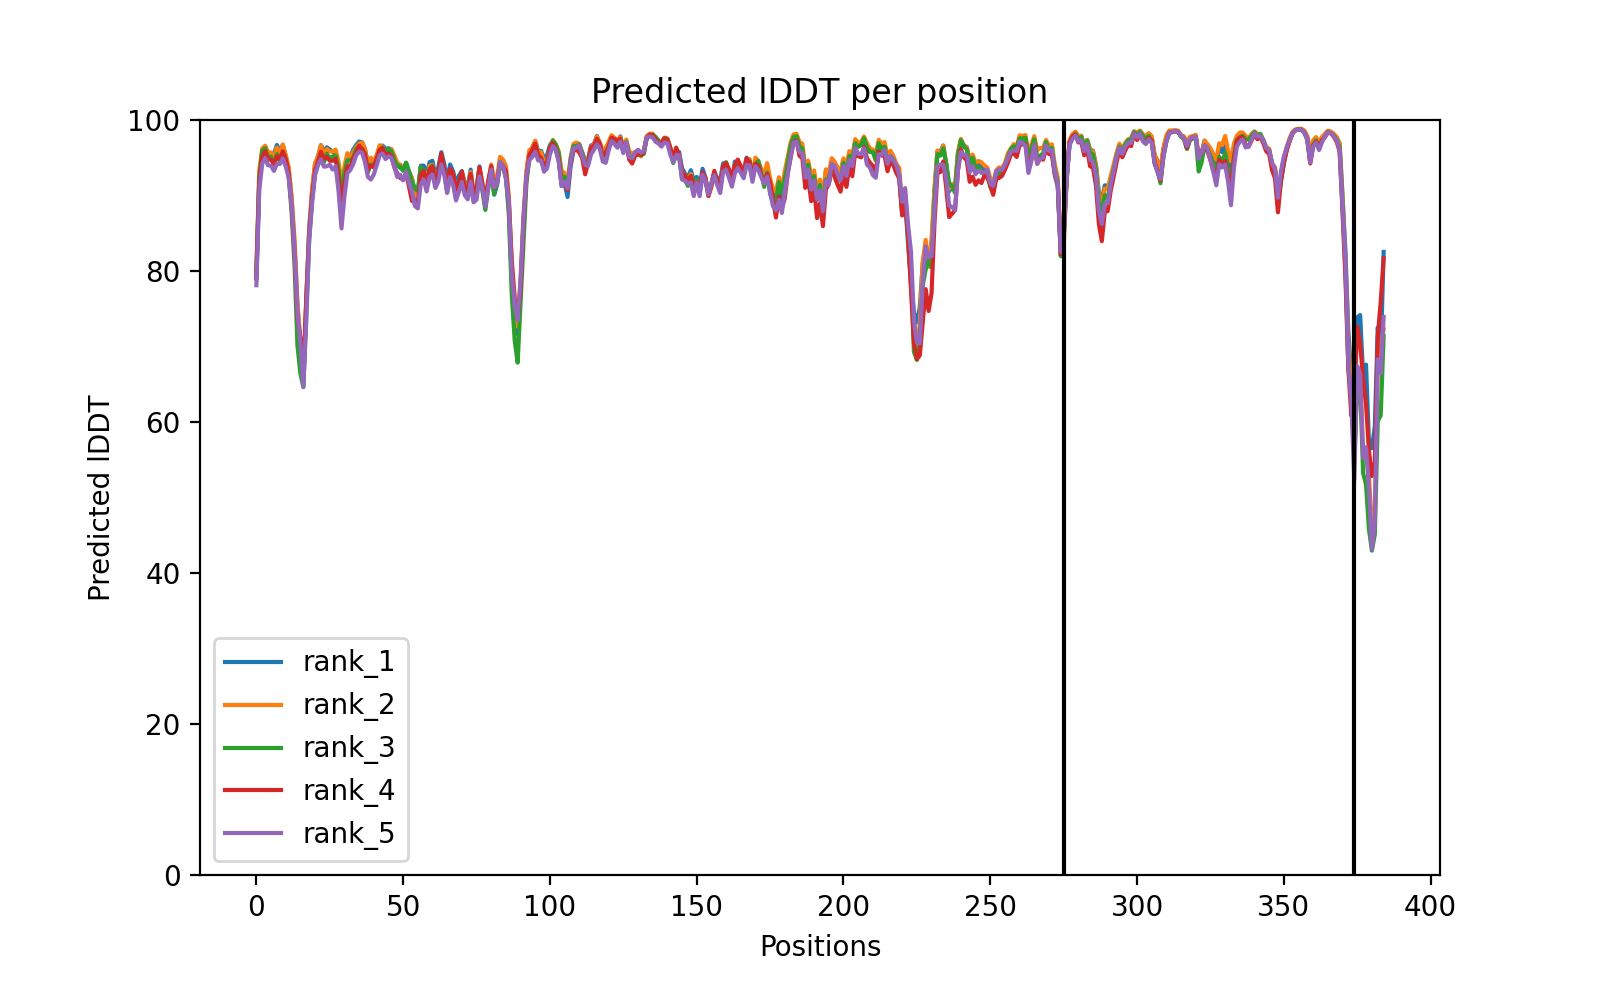 Predicted lDDT per position
100
80
60
40
20
0
Predicted lDDT
rank_1
rank_2
rank_3
rank_4
rank_5
0 50 100 150 200 250 300 350 400
Positions